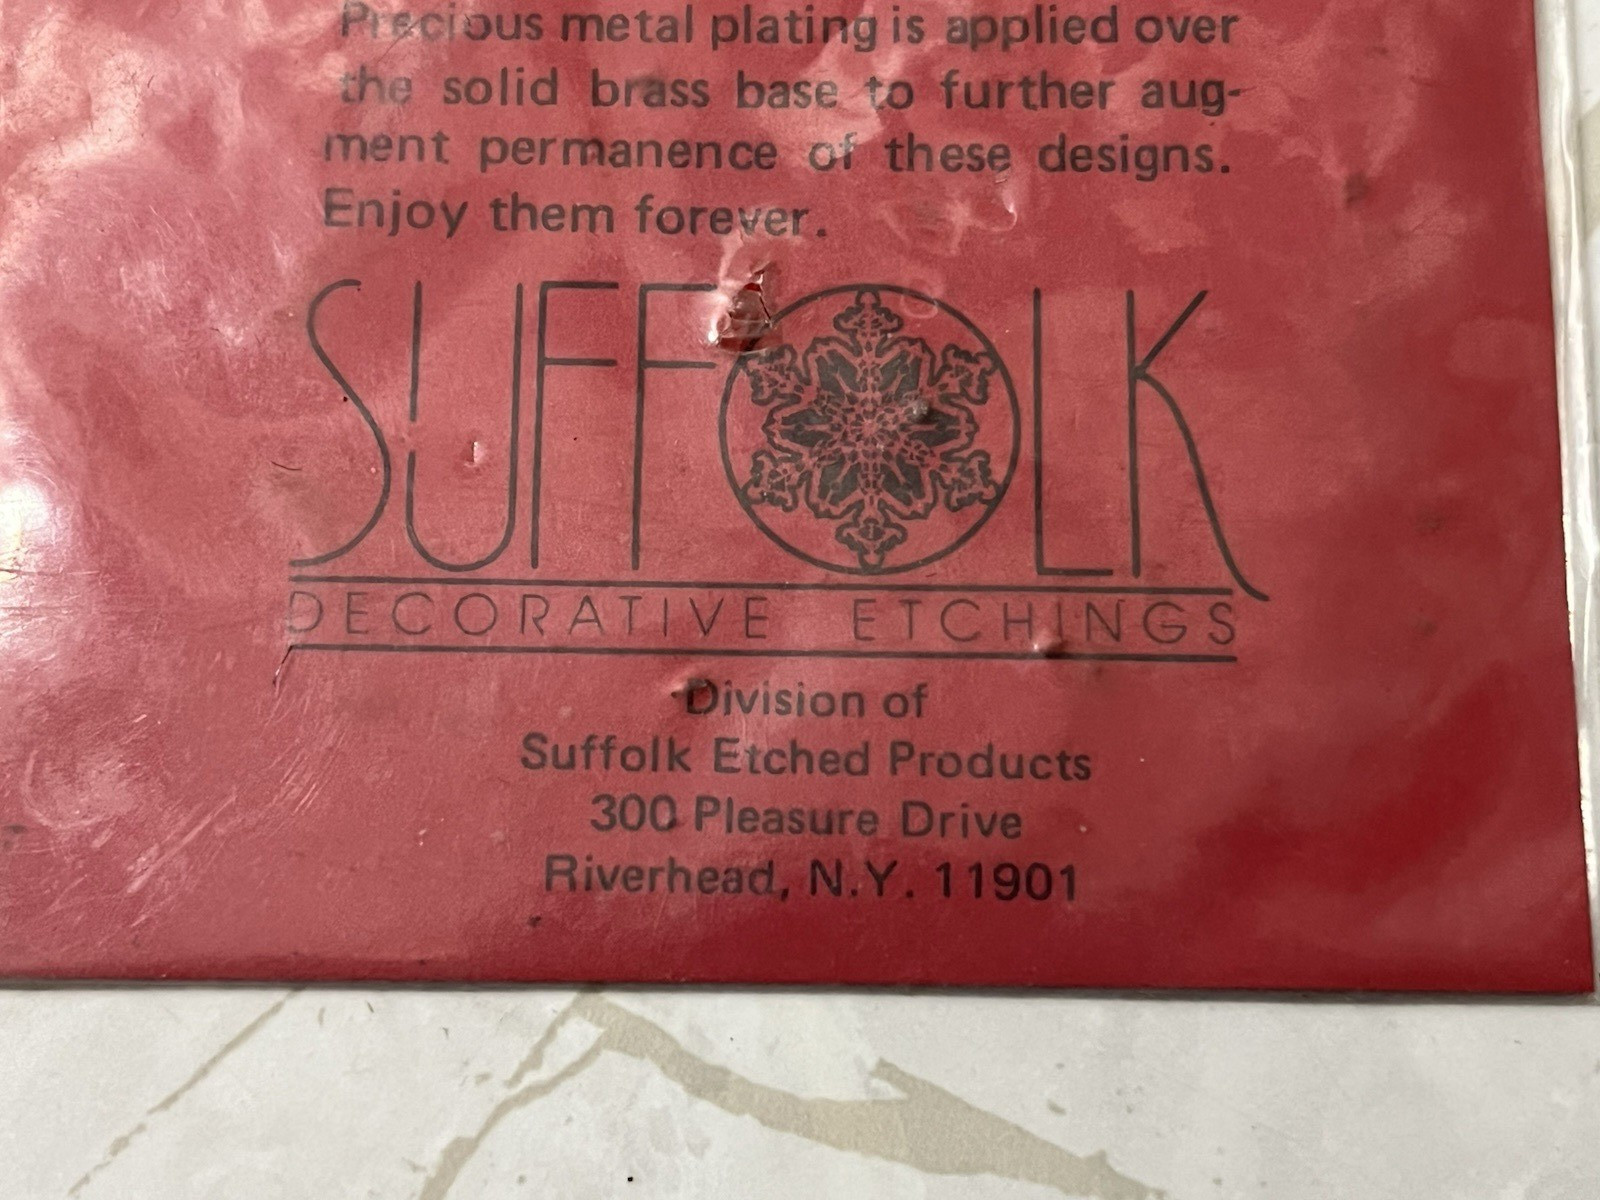 Precious metal plating is applied over
the solid brass base to further aug-
ment permanence of these designs.
Enjoy them forever.
SUFFOLK
DECORATIVE ETCHINGS
Division of
Suffolk Etched Products
300 Pleasure Drive
Riverhead, N.Y. 11901